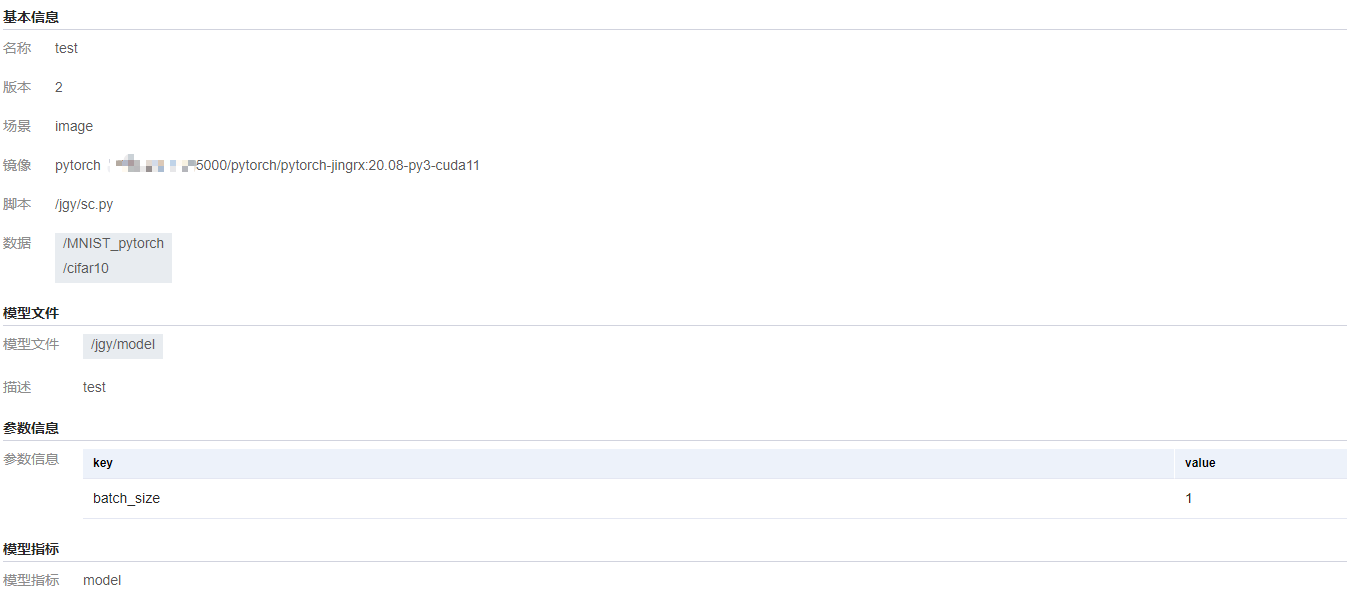 基本信息
名称 test
版本 2
场景 image
镜像 pytorch 5000/pytorch/pytorch-jingrx:20.08-py3-cuda11
脚本 /jgy/sc.py
数据 /MNIST_pytorch
/cifar10
模型文件
模型文件 /jgy/model
描述 test
参数信息
参数信息 key value
batch_size 1
模型指标
模型指标 model